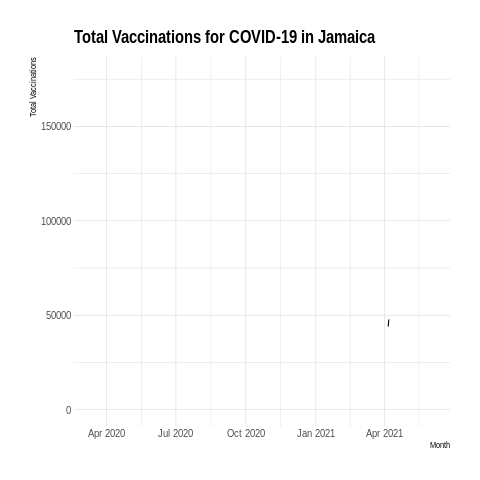 Total Vaccinations for COVID-19 in Jamaica
Total Vaccinations
150000
100000
50000
0
Apr 2020 Jul 2020 Oct 2020 Jan 2021 Apr 2021
Month